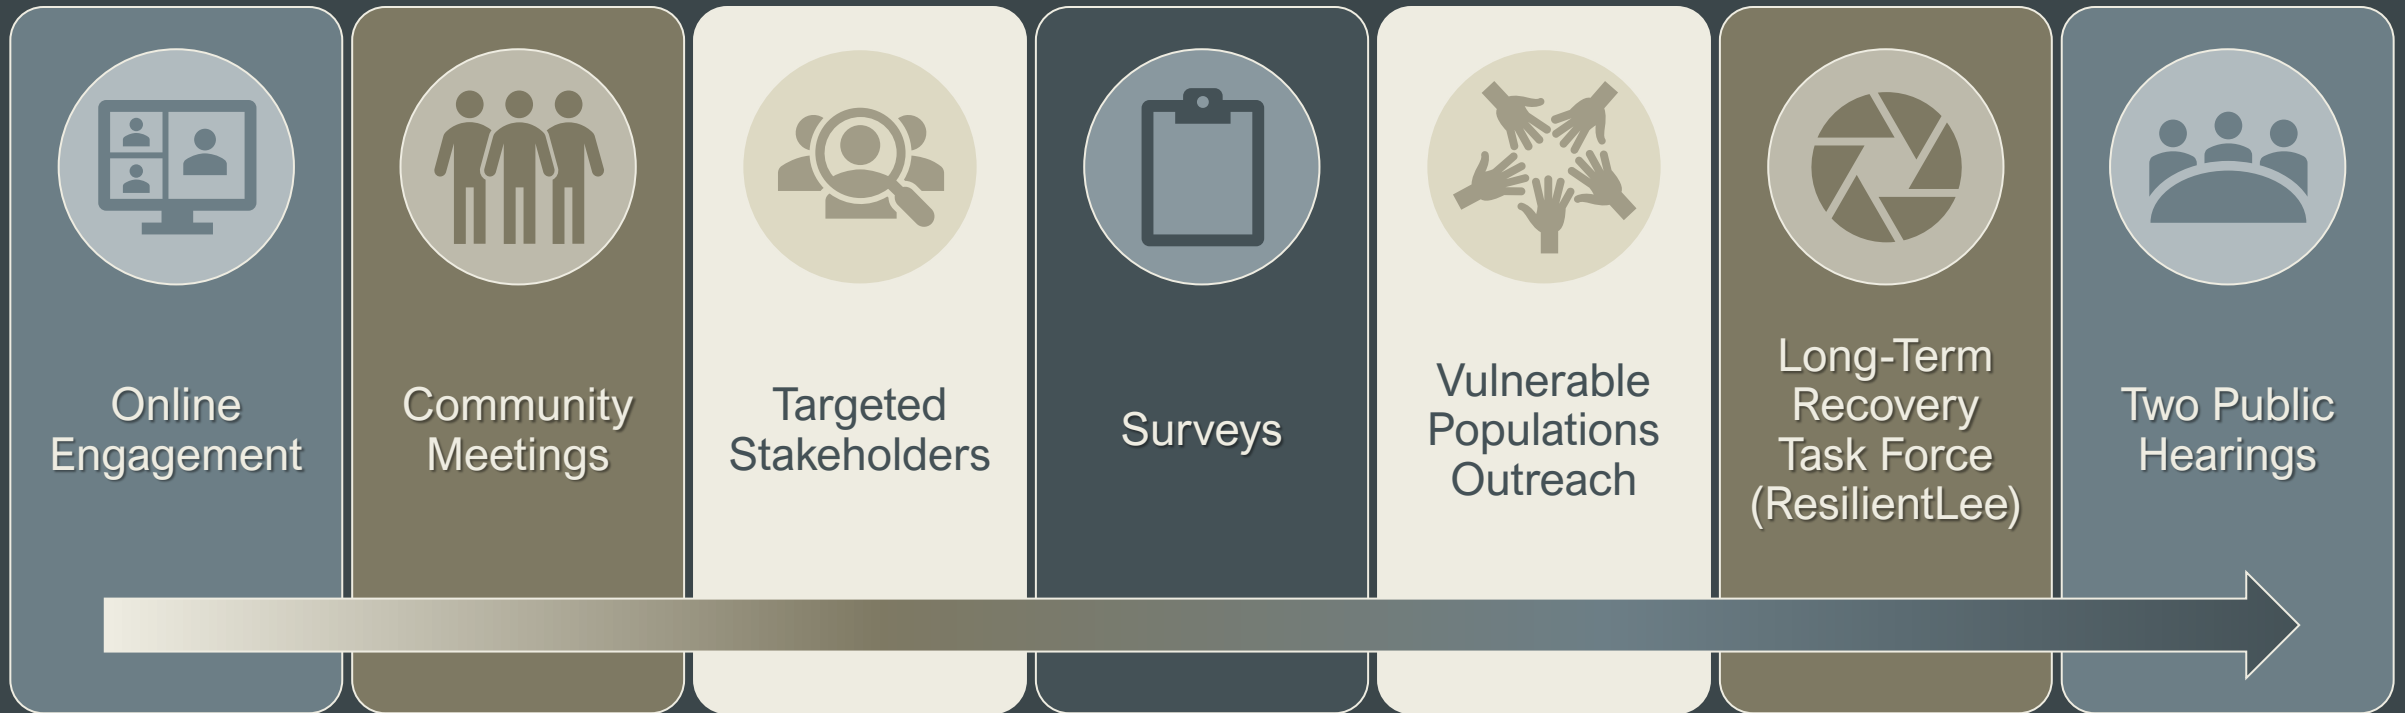 Online
Engagement
Community
Meetings
Targeted
Stakeholders
Surveys
Vulnerable
Populations
Outreach
Long-Term
Recovery
Task Force
(ResilientLee)
Two Public
Hearings